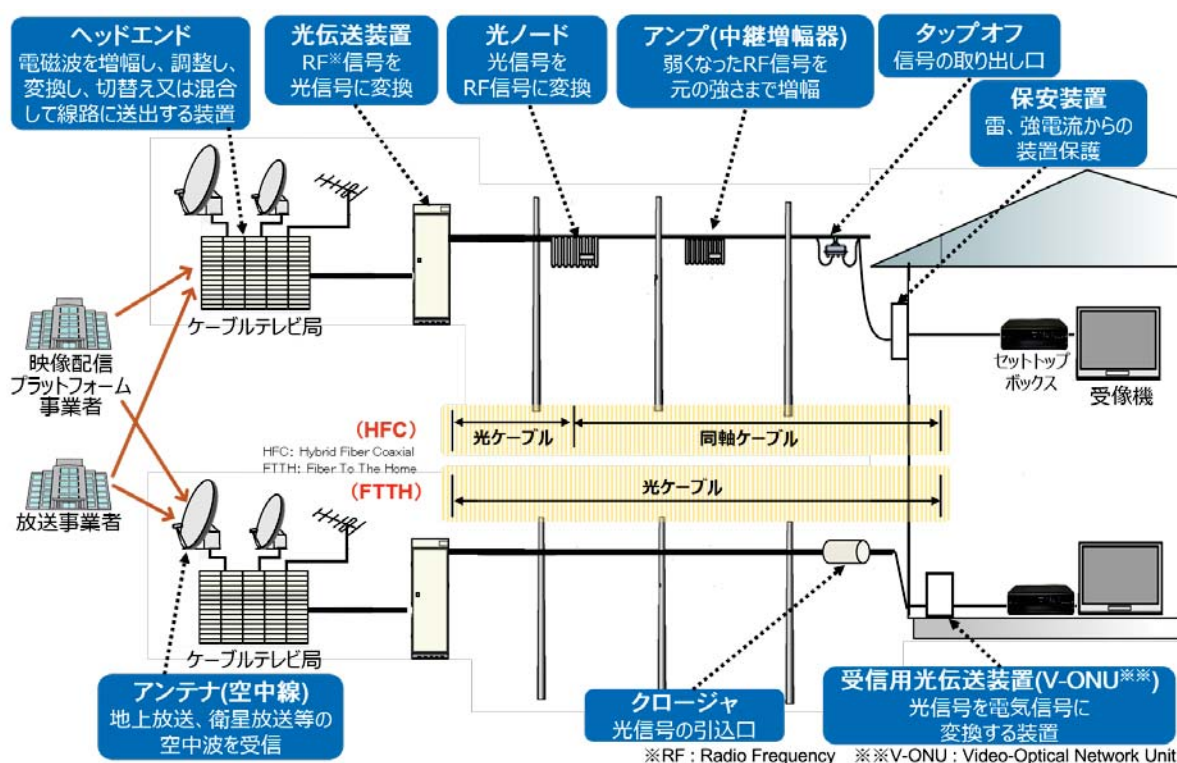 ヘッドエンド
電磁波を増幅し、調整し、
変換し、切替え又は混合
して線路に送出する装置
光伝送装置
RF※信号を
光信号に変換
光ノード
光信号を
RF信号に変換
アンプ(中継増幅器)
弱くなったRF信号を
元の強さまで増幅
タップオフ
信号の取り出し口
保安装置
雷、強電流からの
装置保護
ケーブルテレビ局
映像配信
プラットフォーム
事業者
セットトップ
ボックス
受像機
(HFC)
HFC: Hybrid Fiber Coaxial
FTTH: Fiber To The Home
(FTTH)
光ケーブル
同軸ケーブル
光ケーブル
放送事業者
ケーブルテレビ局
アンテナ(空中線)
地上放送、衛星放送等の
空中波を受信
クロージャ
光信号の引込口
受信用光伝送装置(V-ONU※※)
光信号を電気信号に
変換する装置
※RF : Radio Frequency ※※V-ONU : Video-Optical Network Unit